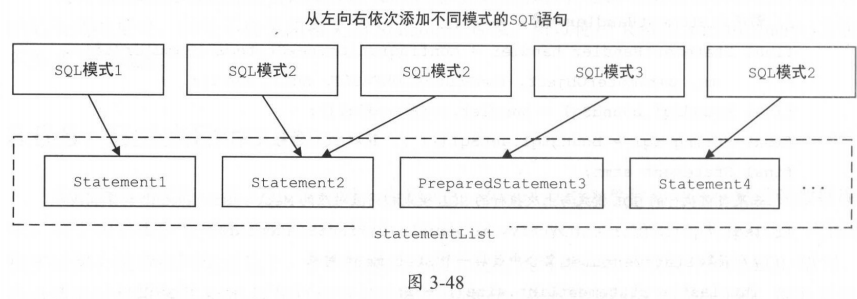 从左向右依次添加不同模式的SQL语句
SQL模式1
SQL模式2
SQL模式2
SQL模式3
SQL模式2
Statement1
Statement2
PreparedStatement3
Statement4
...
statementList
图 3-48